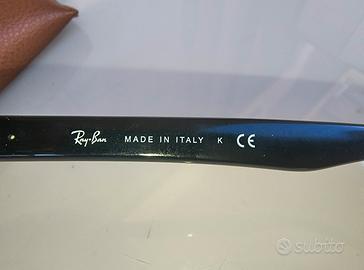 Ray-Ban MADE IN ITALY K CE
subito